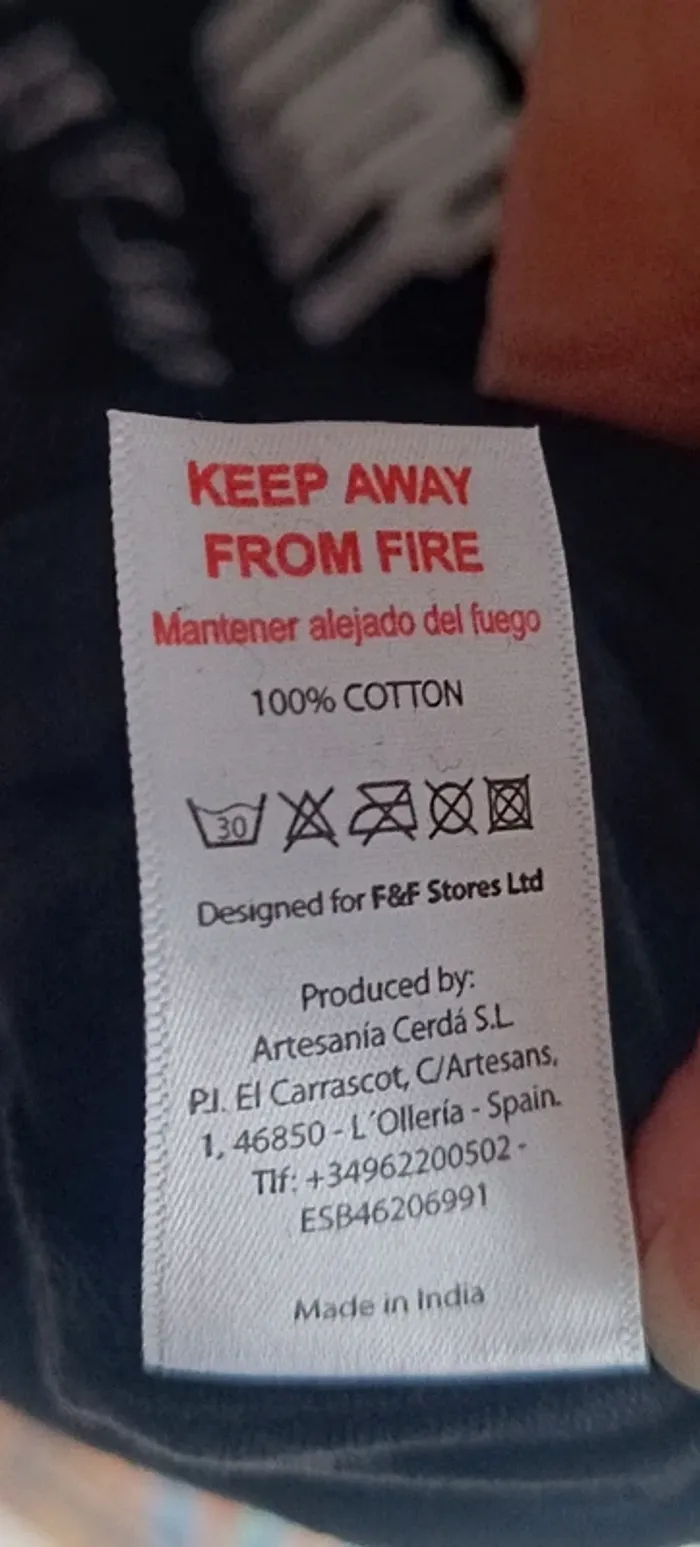 KEEP AWAY
FROM FIRE
Mantener alejado del fuego
100% COTTON
30
Designed for F&F Stores Ltd
Produced by:
Artesanía Cerdá S.L
P.I. El Carrascot, C/Artesans,
1, 46850 - L´Ollería - Spain.
Tlf: +34962200502 -
ESB46206991
Made in India